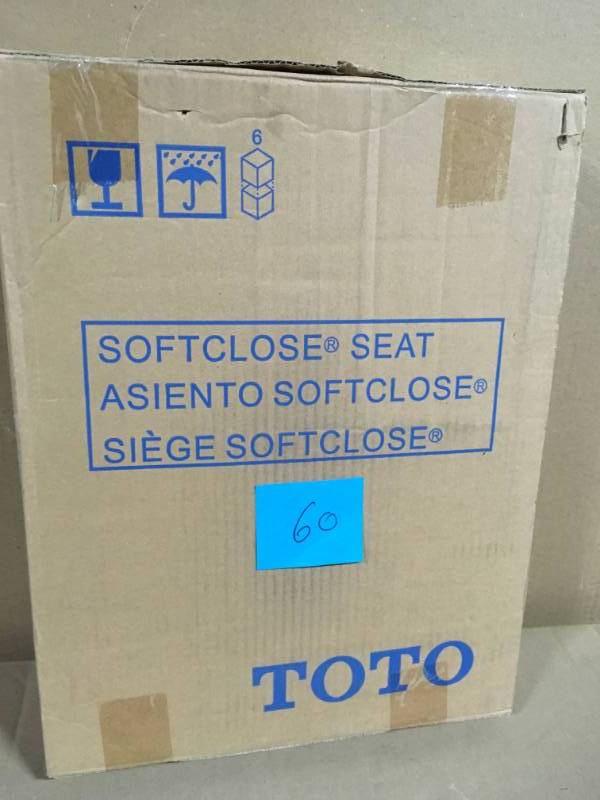 6
SOFTCLOSE® SEAT
ASIENTO SOFTCLOSE®
SIÈGE SOFTCLOSE®
60
TOTO